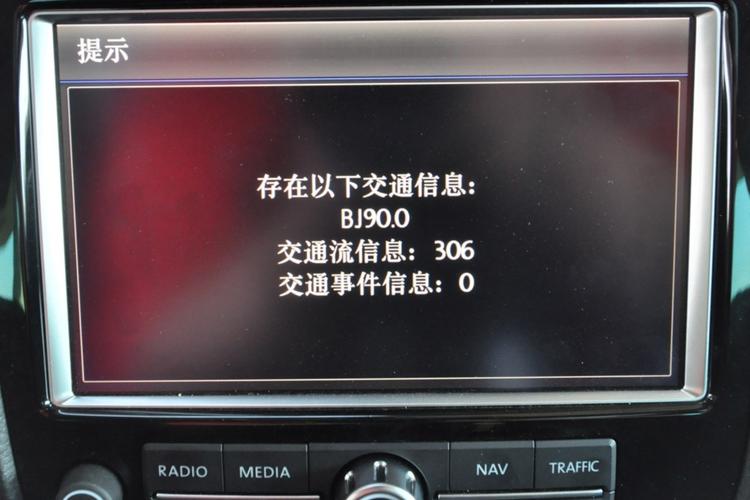 提示
存在以下交通信息：
BJ90.0
交通流信息：306
交通事件信息：0
RADIO
MEDIA
NAV
TRAFFIC